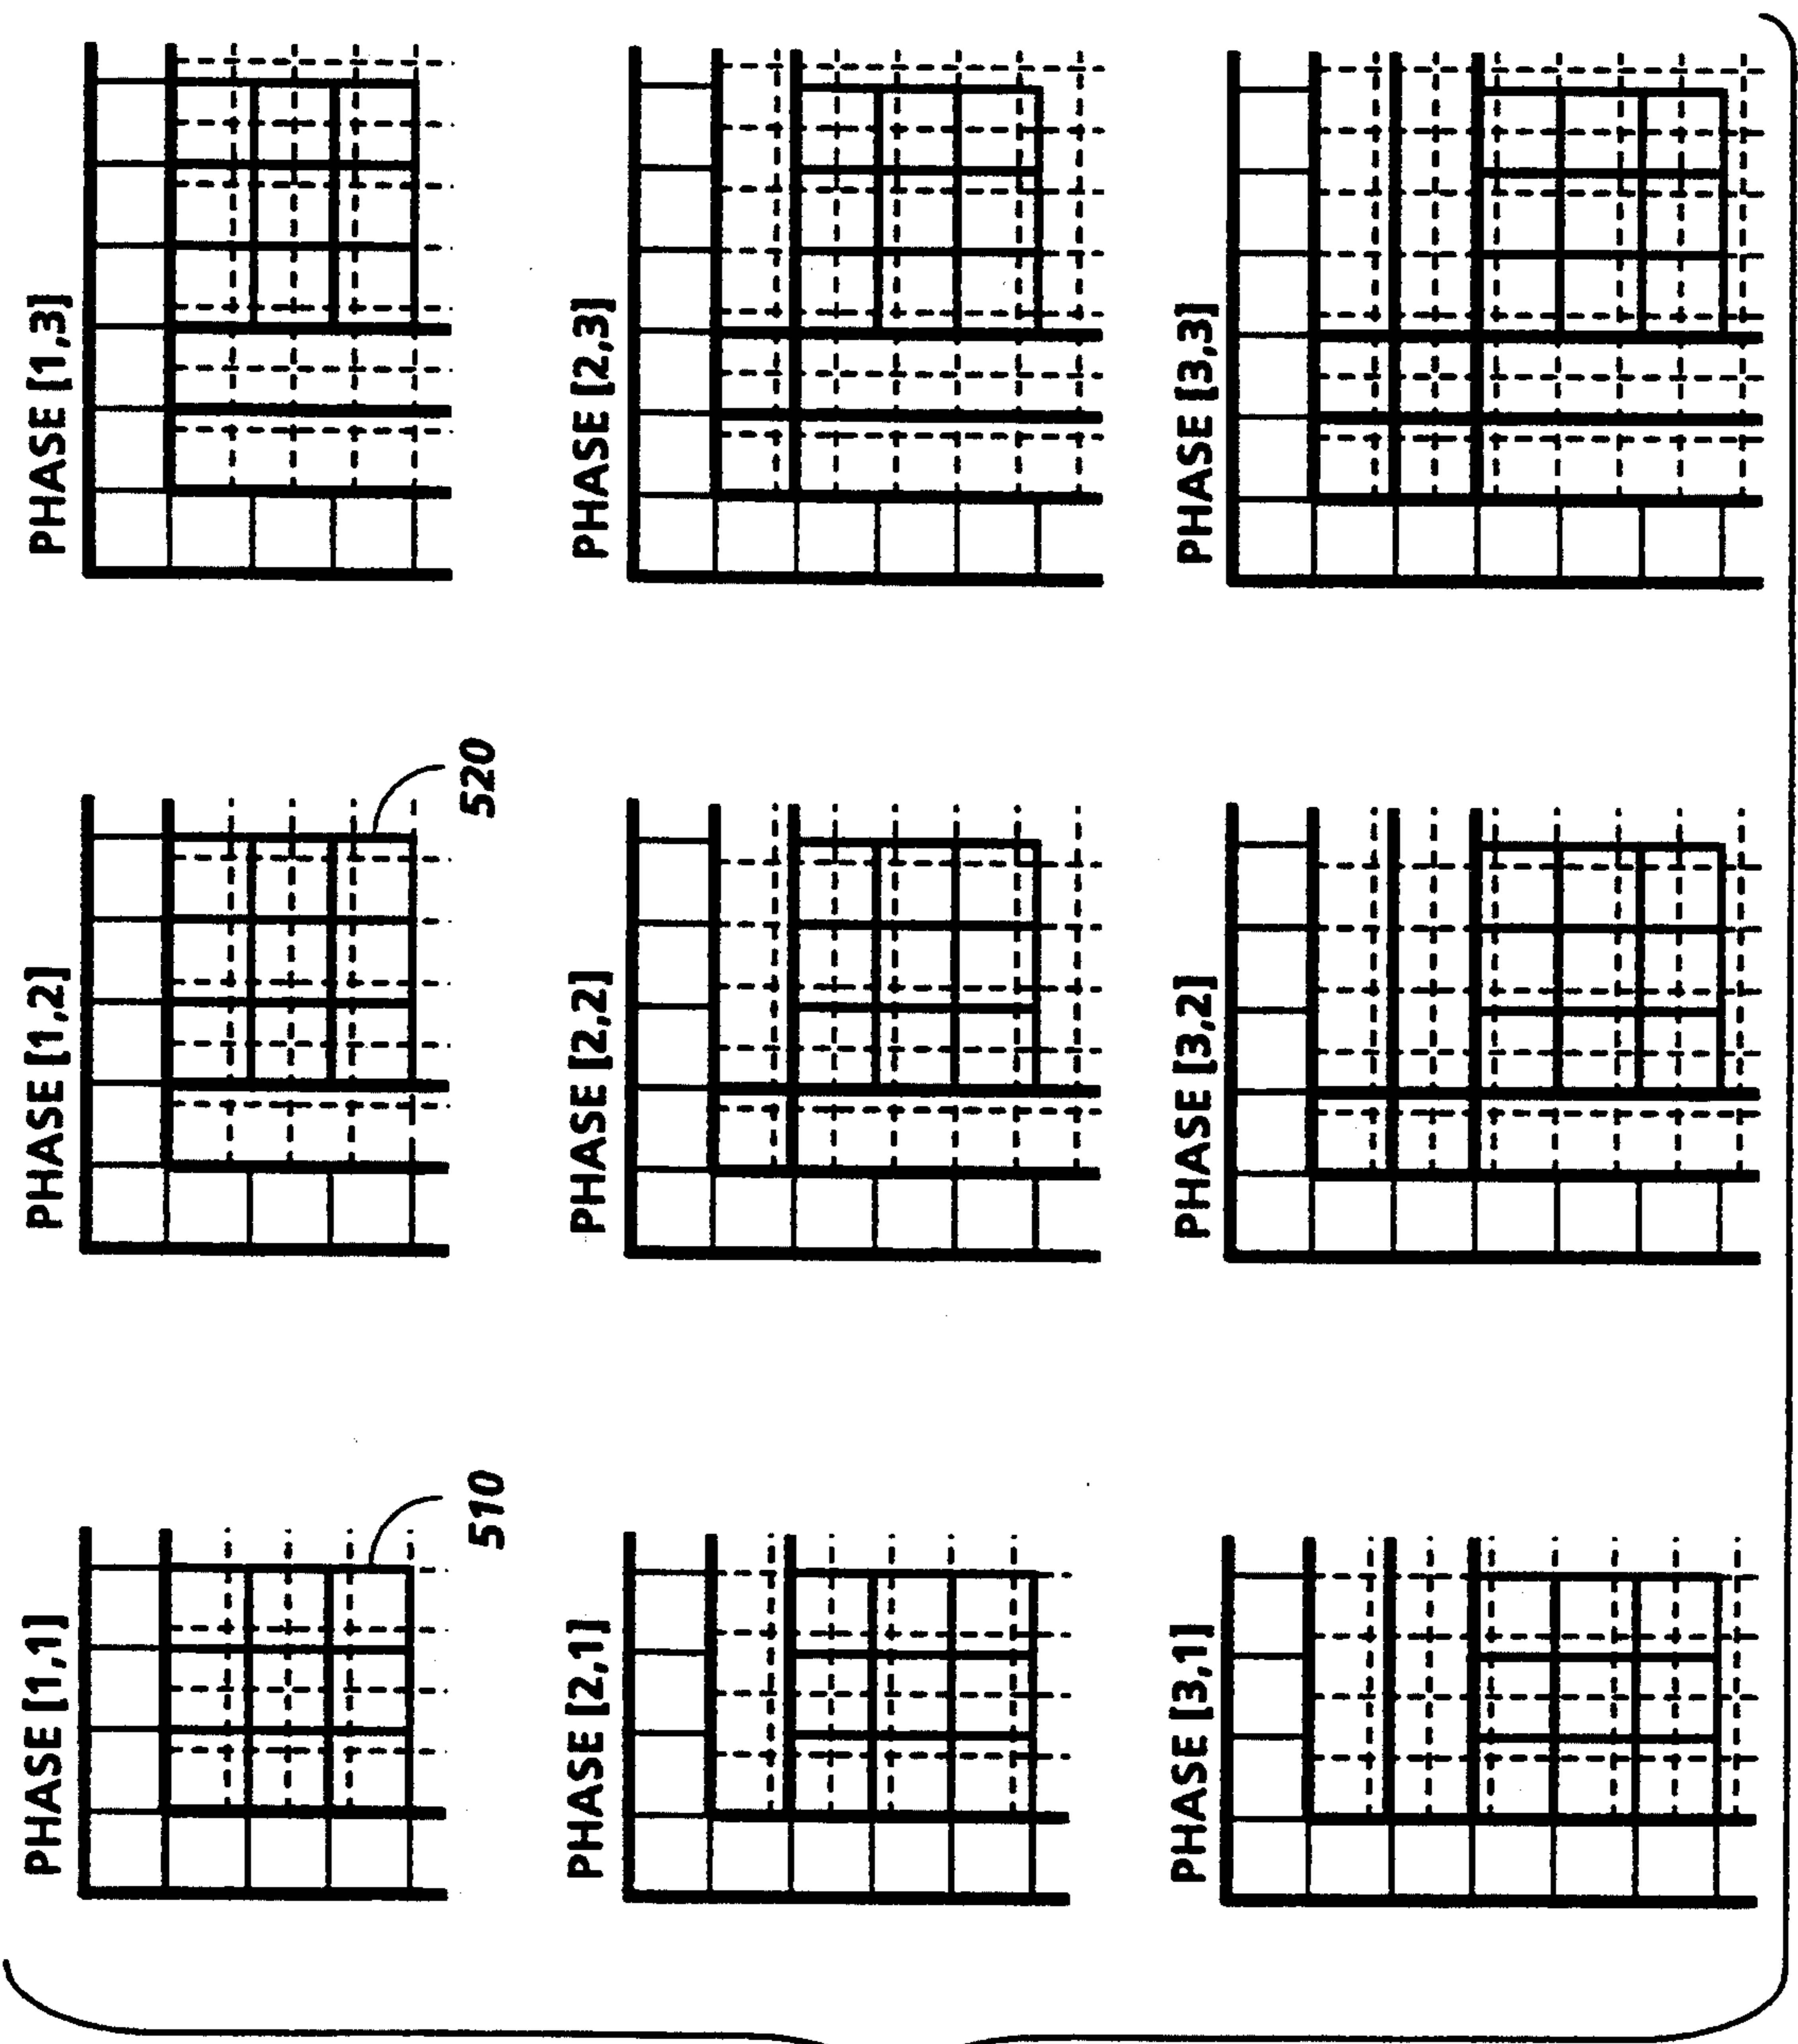 PHASE [1,1]
PHASE [1,2]
PHASE [1,3]
510
520
PHASE [2,1]
PHASE [2,2]
PHASE [2,3]
PHASE [3,1]
PHASE [3,2]
PHASE [3,3]